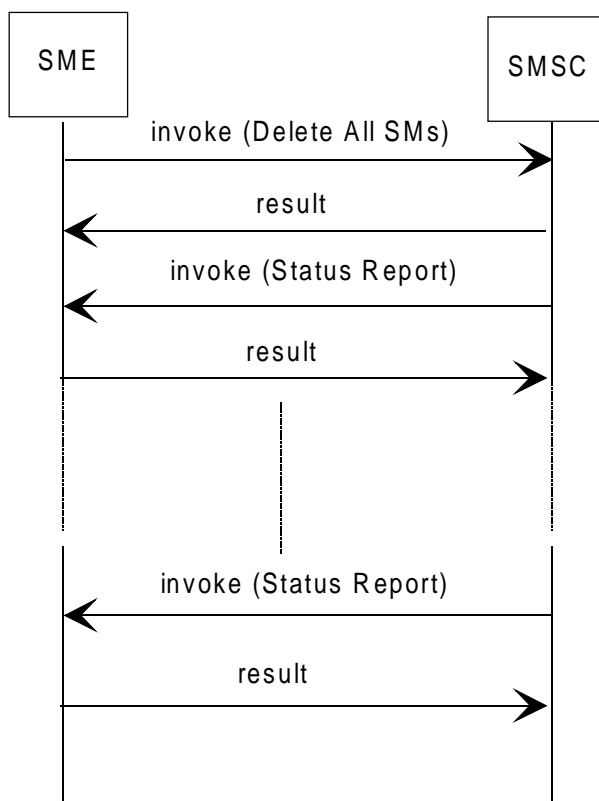 SME
SMSC
invoke (Delete All SMs)
result
invoke (Status Report)
result
invoke (Status Report)
result